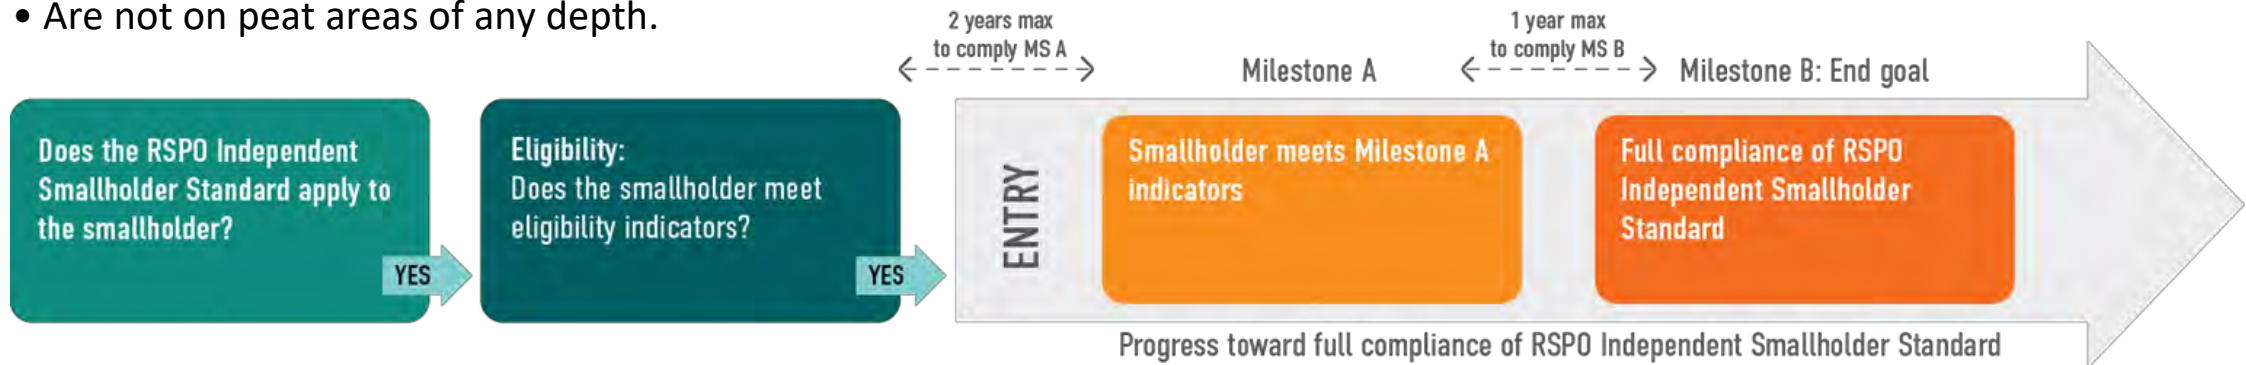 • Are not on peat areas of any depth.
2 years max
to comply MS A
Milestone A
1 year max
to comply MS B
Milestone B: End goal
Does the RSPO Independent
Smallholder Standard apply to
the smallholder?
YES
Eligibility:
Does the smallholder meet
eligibility indicators?
YES
ENTRY
Smallholder meets Milestone A
indicators
Full compliance of RSPO
Independent Smallholder
Standard
Progress toward full compliance of RSPO Independent Smallholder Standard